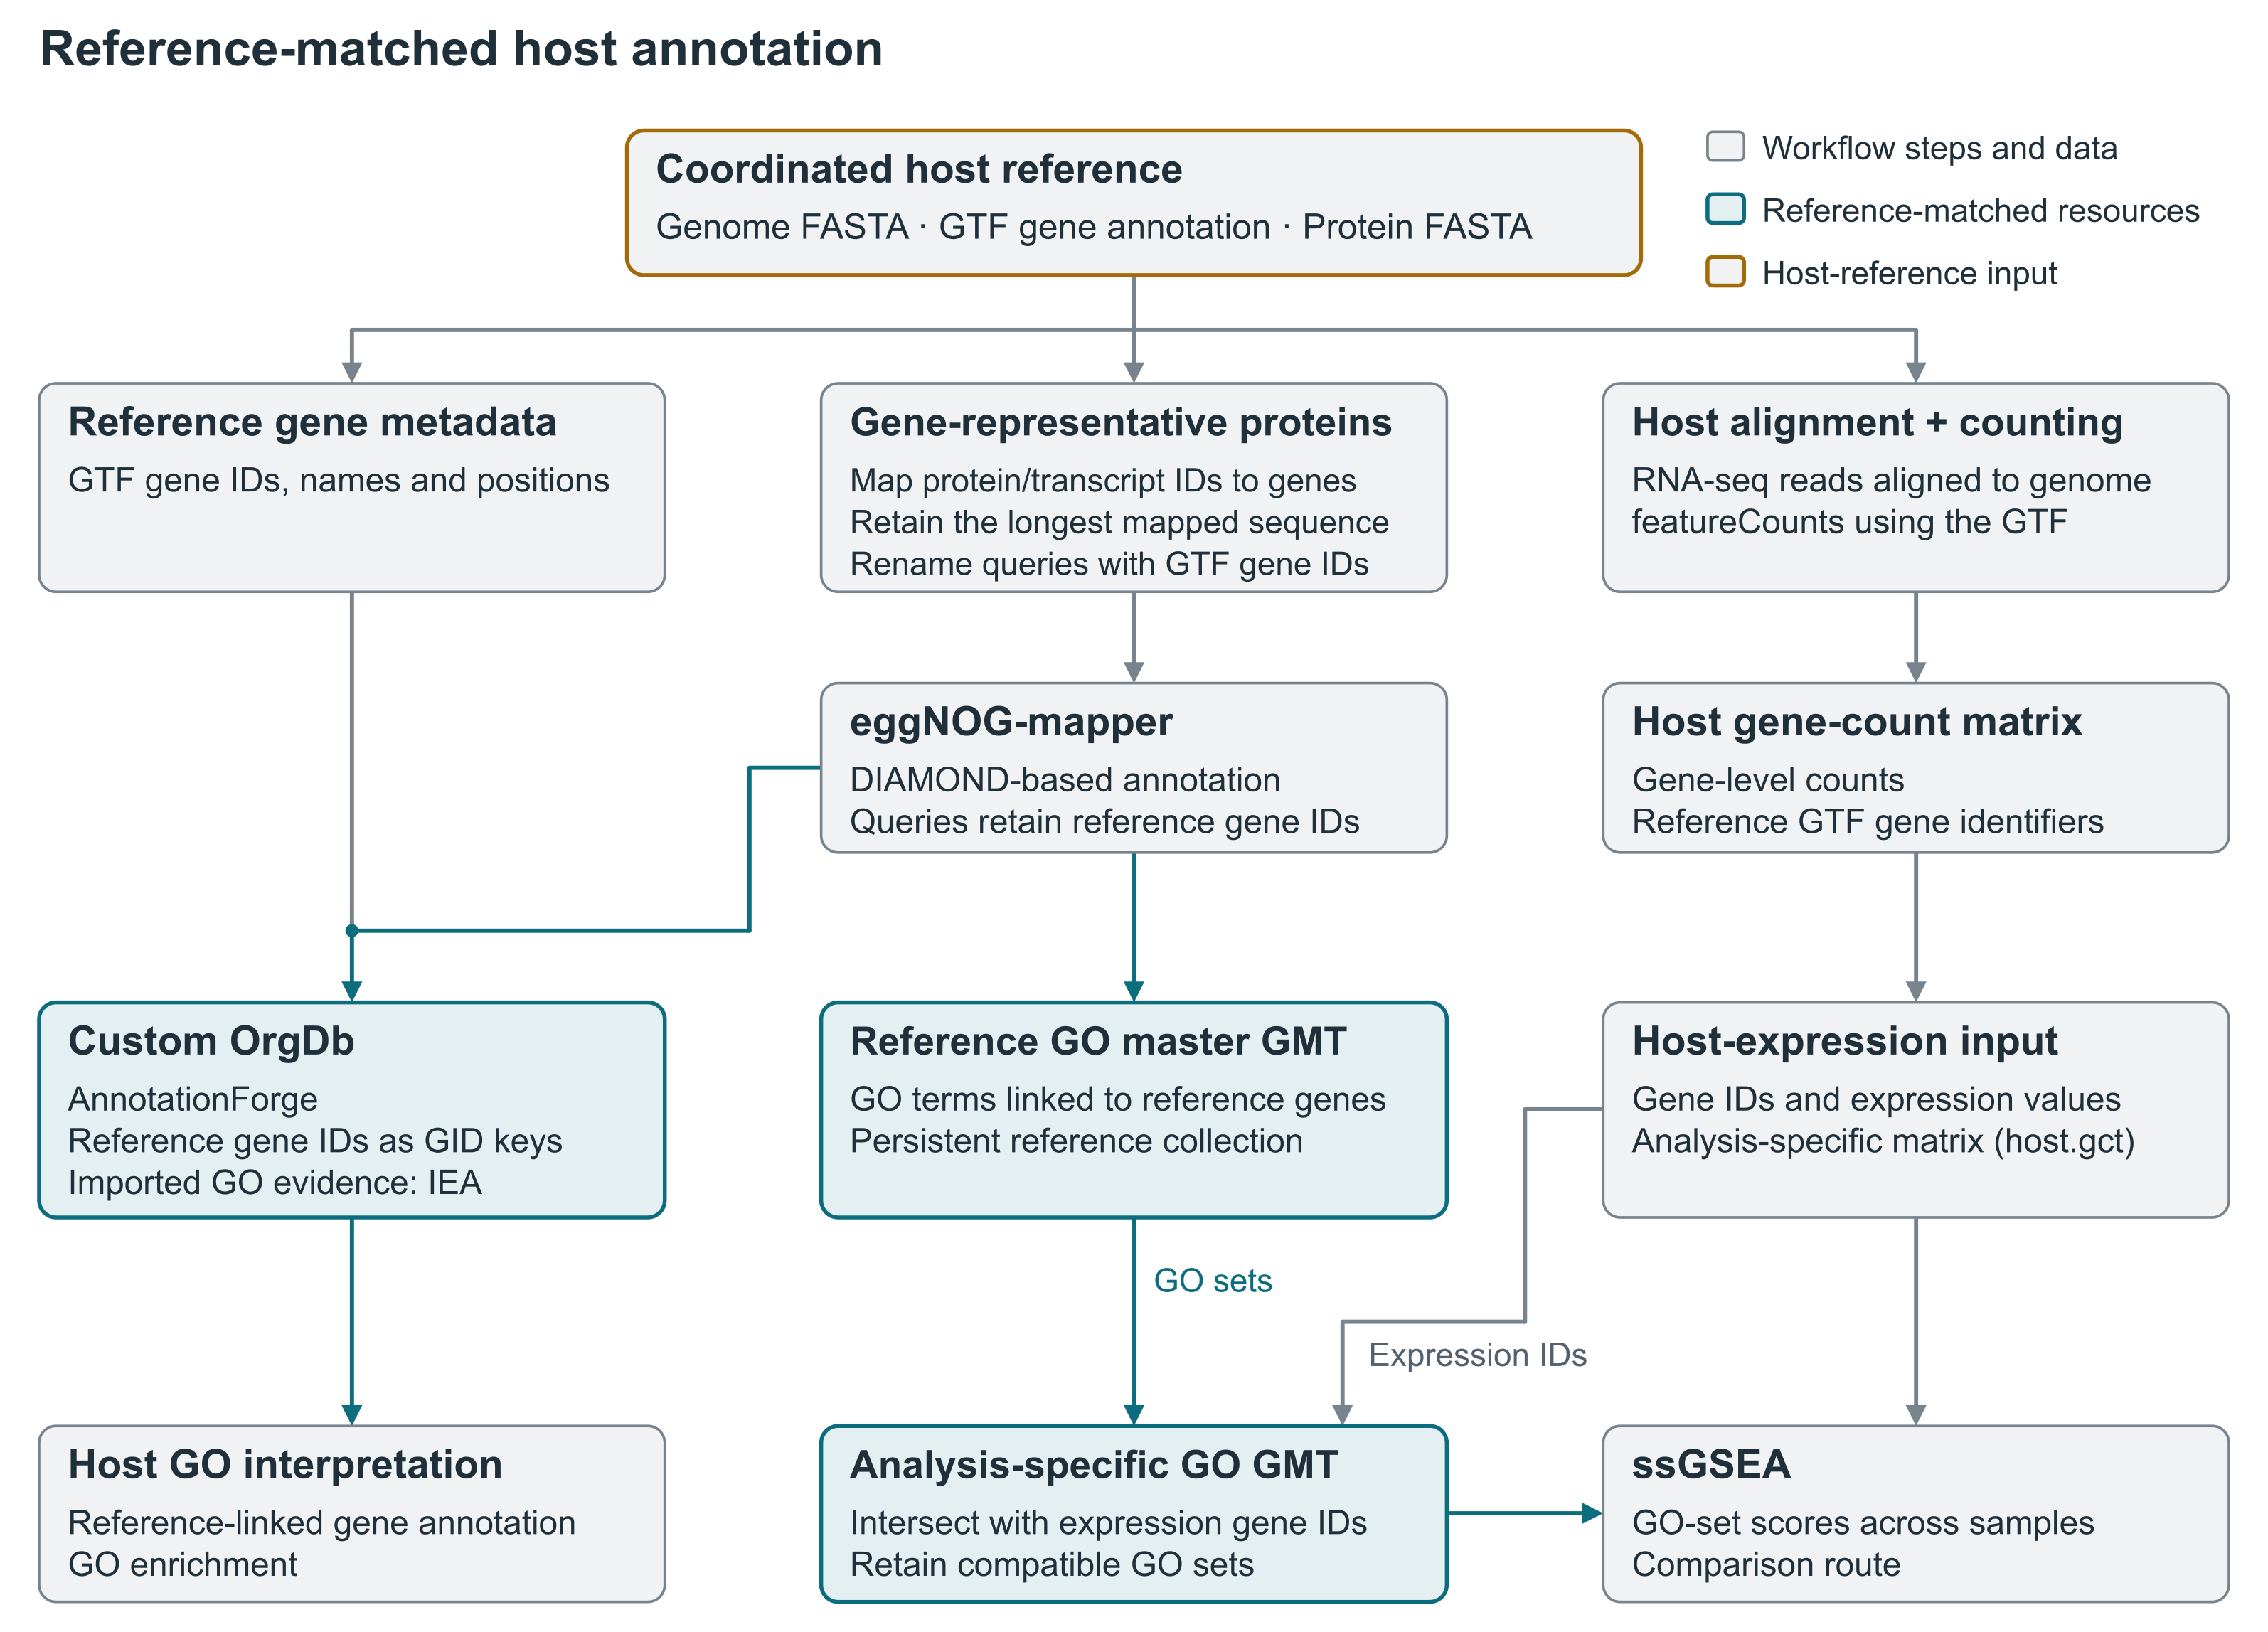 Reference-matched host annotation
Coordinated host reference
Genome FASTA · GTF gene annotation · Protein FASTA
Workflow steps and data
Reference-matched resources
Host-reference input
Reference gene metadata
GTF gene IDs, names and positions
Gene-representative proteins
Map protein/transcript IDs to genes
Retain the longest mapped sequence
Rename queries with GTF gene IDs
Host alignment + counting
RNA-seq reads aligned to genome
featureCounts using the GTF
eggNOG-mapper
DIAMOND-based annotation
Queries retain reference gene IDs
Host gene-count matrix
Gene-level counts
Reference GTF gene identifiers
Custom OrgDb
AnnotationForge
Reference gene IDs as GID keys
Imported GO evidence: IEA
Reference GO master GMT
GO terms linked to reference genes
Persistent reference collection
Host-expression input
Gene IDs and expression values
Analysis-specific matrix (host.gct)
GO sets
Expression IDs
Host GO interpretation
Reference-linked gene annotation
GO enrichment
Analysis-specific GO GMT
Intersect with expression gene IDs
Retain compatible GO sets
ssGSEA
GO-set scores across samples
Comparison route